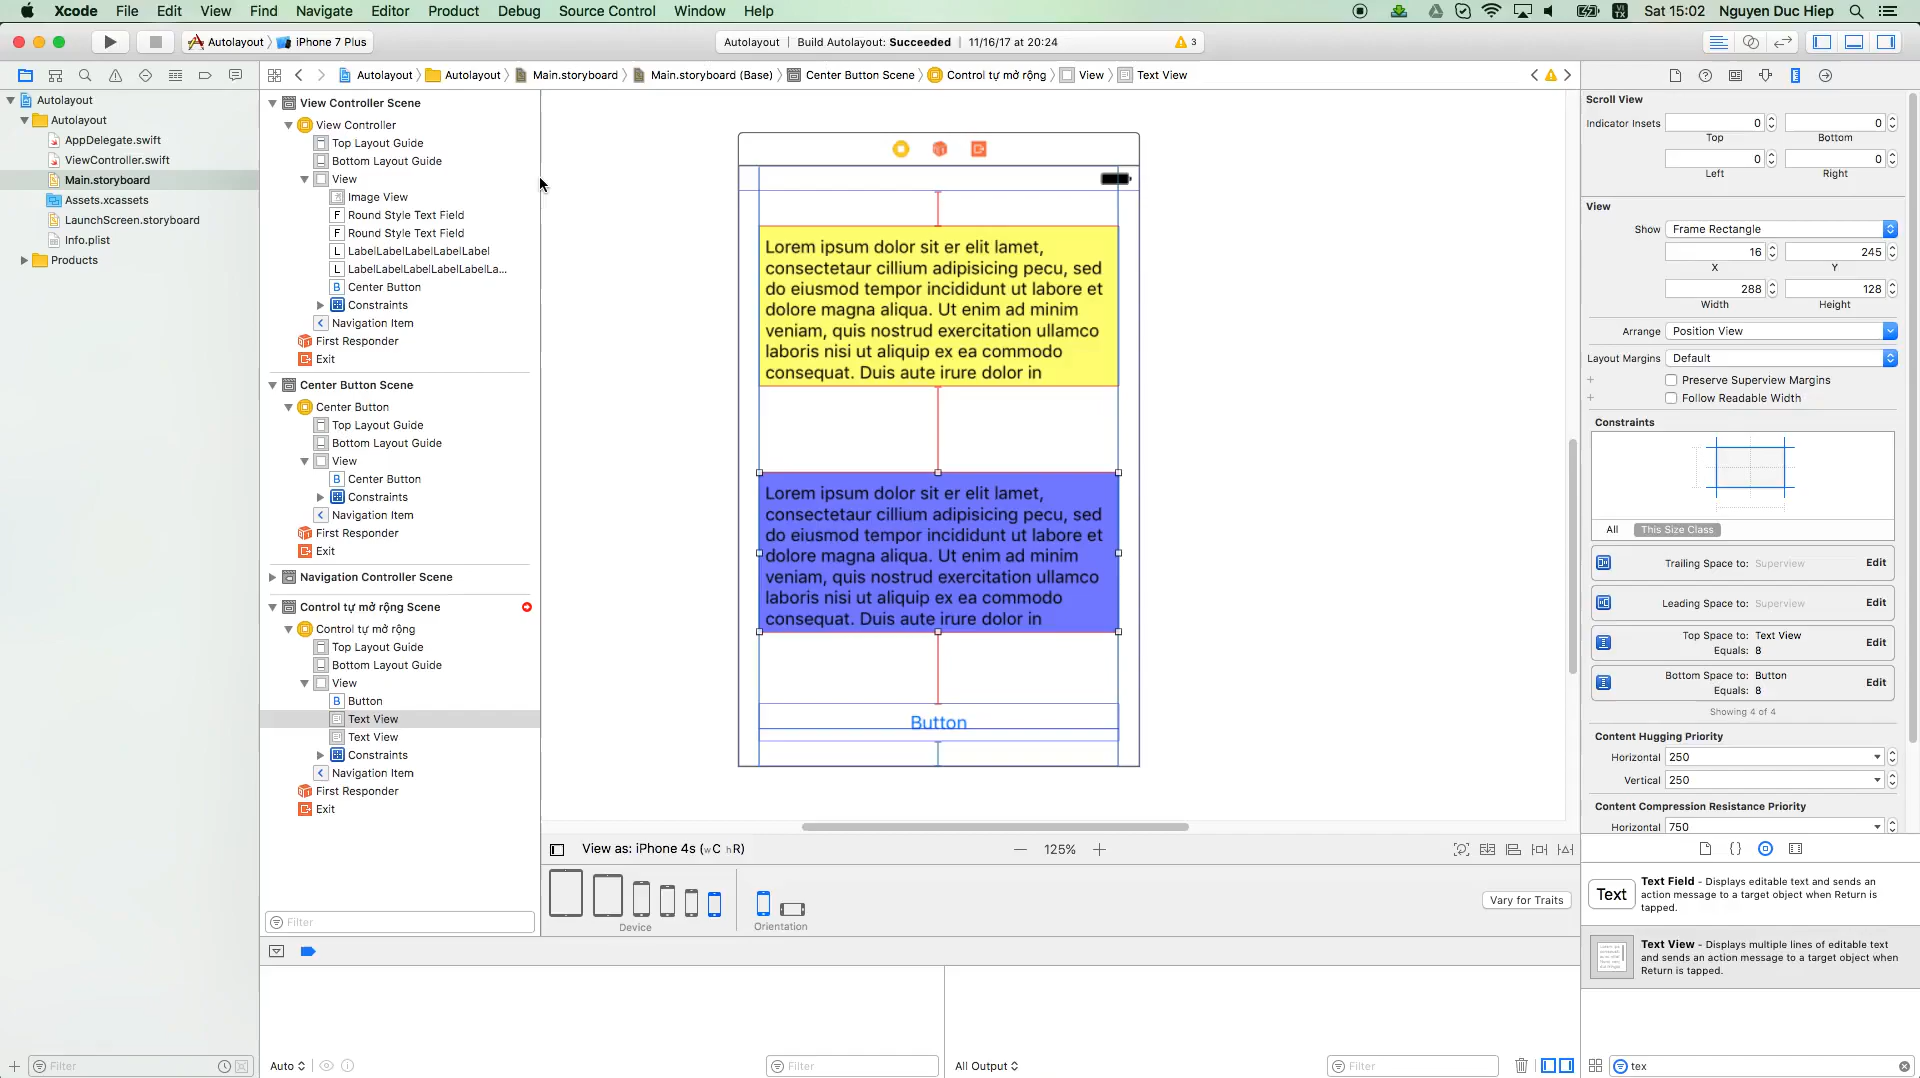 Xcode File Edit View Find Navigate Editor Product Debug Source Control Window Help
VI TX Sat 15:02 Nguyen Duc Hiep
Autolayout iPhone 7 Plus
Autolayout Build Autolayout: Succeeded 11/16/17 at 20:24 3
Autolayout Autolayout Main.storyboard Main.storyboard (Base) Center Button Scene Control tự mở rộng View Text View
Autolayout
Autolayout
AppDelegate.swift
ViewController.swift
Main.storyboard
Assets.xcassets
LaunchScreen.storyboard
Info.plist
Products
Filter
View Controller Scene
View Controller
Top Layout Guide
Bottom Layout Guide
View
Image View
F Round Style Text Field
F Round Style Text Field
L LabelLabelLabelLabelLabel
L LabelLabelLabelLabelLabelLa...
B Center Button
Constraints
Navigation Item
First Responder
Exit
Center Button Scene
Center Button
Top Layout Guide
Bottom Layout Guide
View
B Center Button
Constraints
Navigation Item
First Responder
Exit
Navigation Controller Scene
Control tự mở rộng Scene
Control tự mở rộng
Top Layout Guide
Bottom Layout Guide
View
B Button
Text View
Text View
Constraints
Navigation Item
First Responder
Exit
Filter
Lorem ipsum dolor sit er elit lamet,
consectetaur cillium adipisicing pecu, sed
do eiusmod tempor incididunt ut labore et
dolore magna aliqua. Ut enim ad minim
veniam, quis nostrud exercitation ullamco
laboris nisi ut aliquip ex ea commodo
consequat. Duis aute irure dolor in
Lorem ipsum dolor sit er elit lamet,
consectetaur cillium adipisicing pecu, sed
do eiusmod tempor incididunt ut labore et
dolore magna aliqua. Ut enim ad minim
veniam, quis nostrud exercitation ullamco
laboris nisi ut aliquip ex ea commodo
consequat. Duis aute irure dolor in
Button
View as: iPhone 4s (wC hR)
125%
Device
Orientation
Vary for Traits
Auto
Filter
All Output
Filter
Scroll View
Indicator Insets 0 0
Top Bottom
0 0
Left Right
View
Show Frame Rectangle
16 245
X Y
288 128
Width Height
Arrange Position View
Layout Margins Default
Preserve Superview Margins
Follow Readable Width
Constraints
All This Size Class
Trailing Space to: Superview Edit
Leading Space to: Superview Edit
Top Space to: Text View Edit
Equals: 8
Bottom Space to: Button Edit
Equals: 8
Showing 4 of 4
Content Hugging Priority
Horizontal 250
Vertical 250
Content Compression Resistance Priority
Horizontal 750
Text
Text Field - Displays editable text and sends an
action message to a target object when Return is
tapped.
Text View - Displays multiple lines of editable text
and sends an action message to a target object when
Return is tapped.
tex